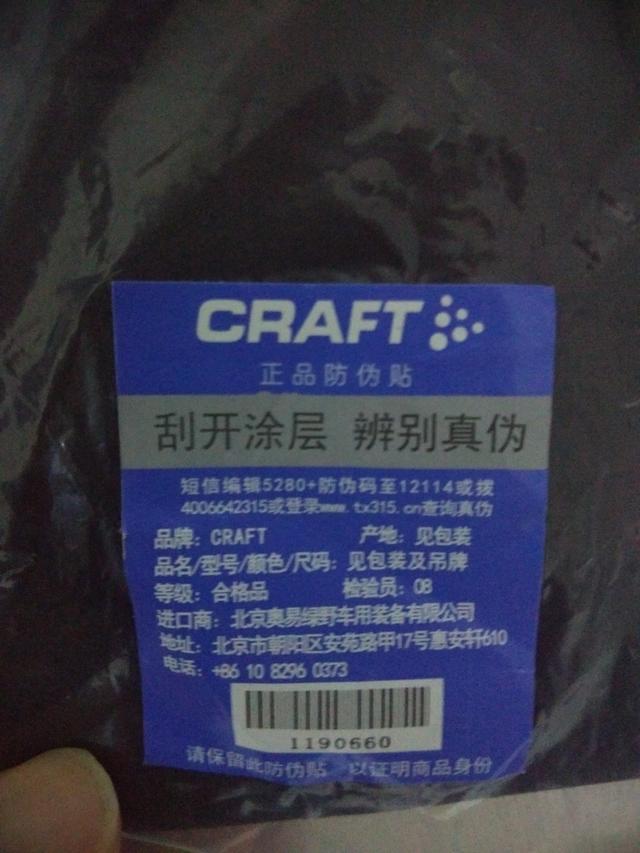 CRAFT
正品防伪贴
刮开涂层 辨别真伪
短信编辑5280+防伪码至12114或拨
4006642315或登录www.tx315.cn查询真伪
品牌：CRAFT 产地：见包装
品名/型号/颜色/尺码：见包装及吊牌
等级：合格品 检验员：08
进口商：北京奥易绿野车用装备有限公司
地址：北京市朝阳区安苑路甲17号惠安轩610
电话：+86 10 8296 0373
1190660
请保留此防伪贴 以证明商品身份